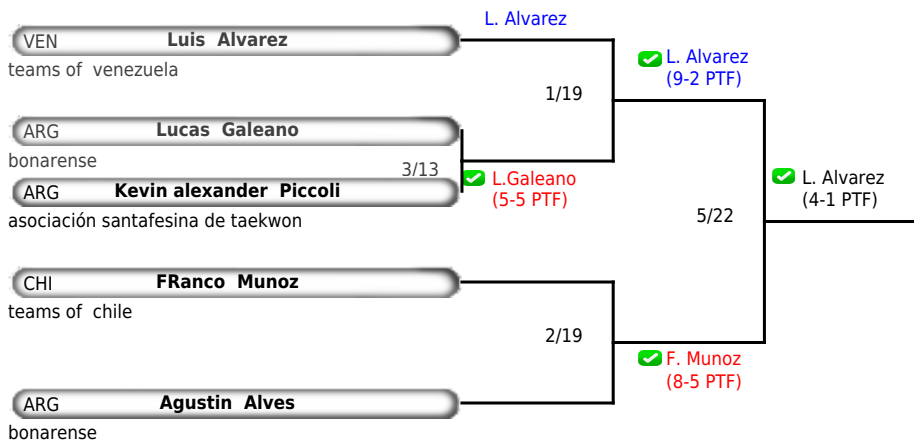 L. Alvarez
VEN Luis Alvarez
teams of venezuela
L. Alvarez
(9-2 PTF)
1/19
ARG Lucas Galeano
bonarense
3/13
L.Galeano
(5-5 PTF)
ARG Kevin alexander Piccoli
asociación santafesina de taekwon
L. Alvarez
(4-1 PTF)
5/22
CHI FRanco Munoz
teams of chile
2/19
F. Munoz
(8-5 PTF)
ARG Agustin Alves
bonarense